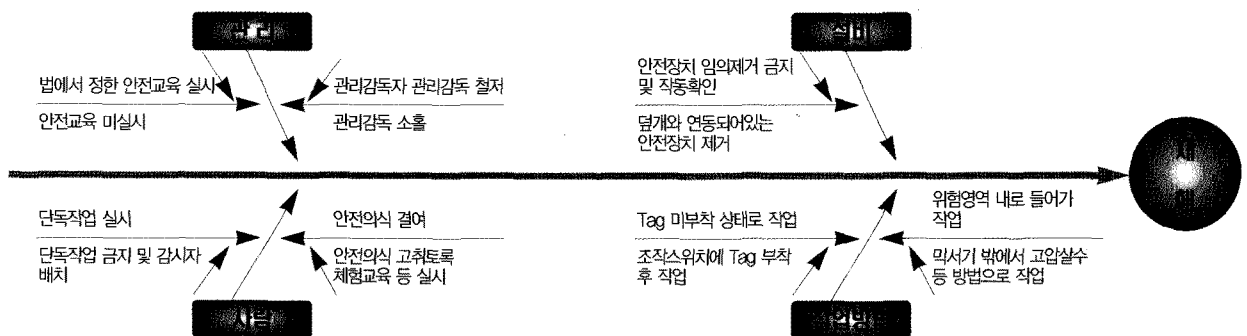 관리
설비
법에서 정한 안전교육 실시
관리감독자 관리감독 철저
안전교육 미실시
관리감독 소홀
안전장치 임의제거 금지
및 작동확인
덮개와 연동되어있는
안전장치 제거
단독작업 실시
단독작업 금지 및 감시자
배치
안전의식 결여
안전의식 고취토록
체험교육 등 실시
Tag 미부착 상태로 작업
조작스위치에 Tag 부착
후 작업
위험영역 내로 들어가
작업
믹서기 밖에서 고압살수
등 방법으로 작업
사람
작업방법